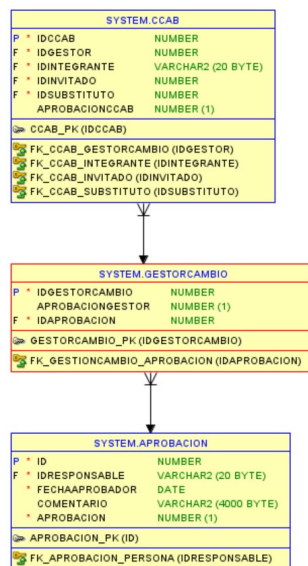 SYSTEM.CCAB
P * IDCCAB NUMBER
F * IDGESTOR NUMBER
F * IDINTEGRANTE VARCHAR2 (20 BYTE)
F * IDINVITADO NUMBER
F * IDSUBSTITUTO NUMBER
APROBACIONCCAB NUMBER (1)
CCAB_PK (IDCCAB)
FK_CCAB_GESTORCAMBIO (IDGESTOR)
FK_CCAB_INTEGRANTE (IDINTEGRANTE)
FK_CCAB_INVITADO (IDINVITADO)
FK_CCAB_SUBSTITUTO (IDSUBSTITUTO)
SYSTEM.GESTORCAMBIO
P * IDGESTORCAMBIO NUMBER
APROBACIONGESTOR NUMBER (1)
F * IDAPROBACION NUMBER
GESTORCAMBIO_PK (IDGESTORCAMBIO)
FK_GESTIONCAMBIO_APROBACION (IDAPROBACION)
SYSTEM.APROBACION
P * ID NUMBER
F * IDRESPONSABLE VARCHAR2 (20 BYTE)
* FECHAAPROBADOR DATE
COMENTARIO VARCHAR2 (4000 BYTE)
* APROBACION NUMBER (1)
APROBACION_PK (ID)
FK_APROBACION_PERSONA (IDRESPONSABLE)